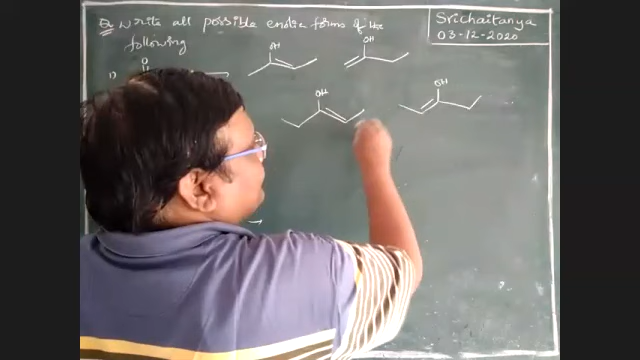 Q Write all possible enolic forms of the
following
Srichaitanya
03-12-2020
1) O
OH
OH
OH
OH